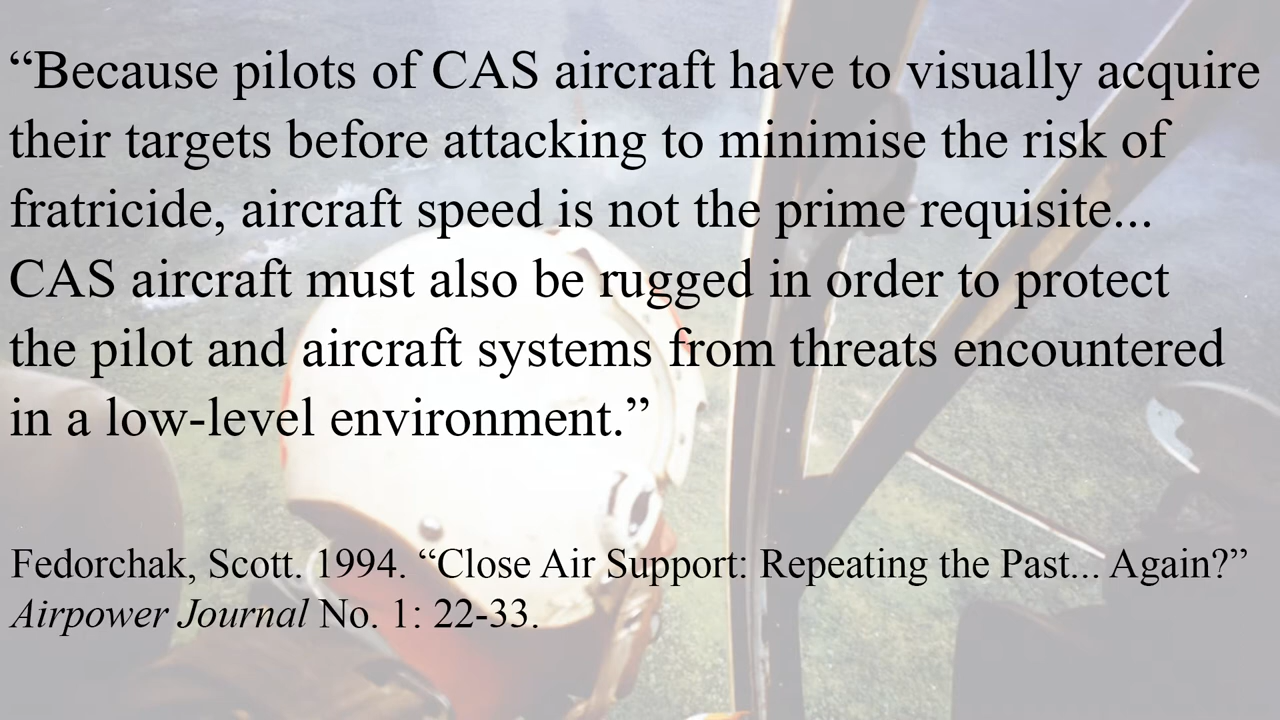 “Because pilots of CAS aircraft have to visually acquire
their targets before attacking to minimise the risk of
fratricide, aircraft speed is not the prime requisite...
CAS aircraft must also be rugged in order to protect
the pilot and aircraft systems from threats encountered
in a low-level environment.”
Fedorchak, Scott. 1994. “Close Air Support: Repeating the Past... Again?”
Airpower Journal No. 1: 22-33.